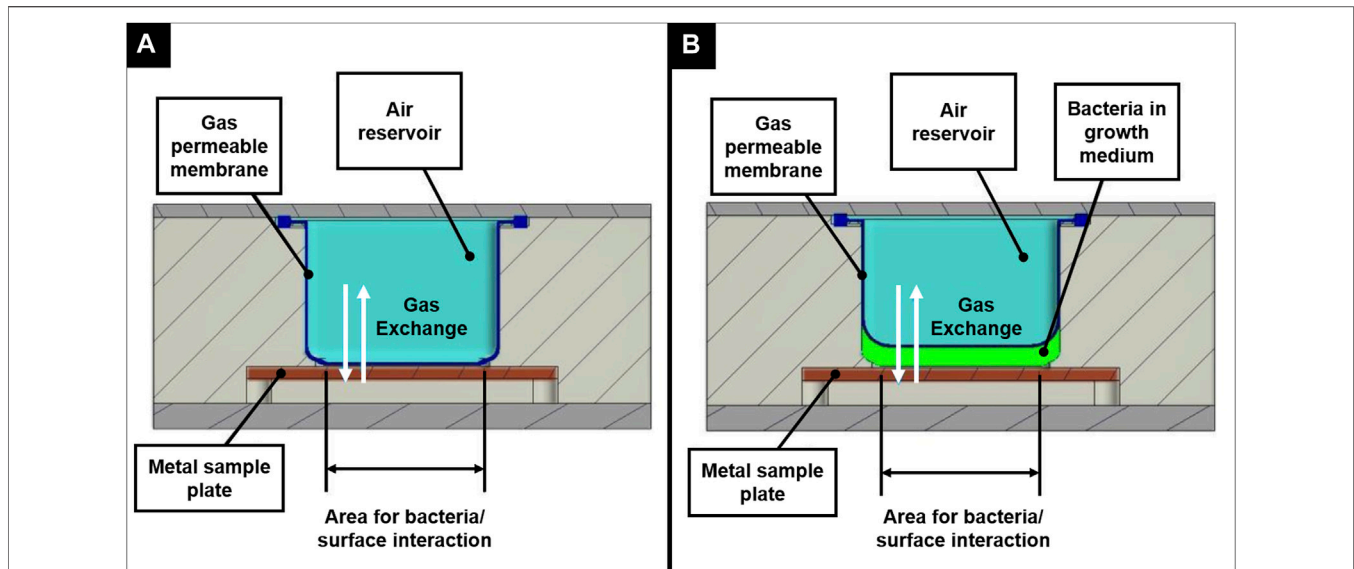 A
Gas
permeable
membrane
Air
reservoir
Gas
Exchange
Metal sample
plate
Area for bacteria/
surface interaction
B
Gas
permeable
membrane
Air
reservoir
Bacteria in
growth
medium
Gas
Exchange
Metal sample
plate
Area for bacteria/
surface interaction